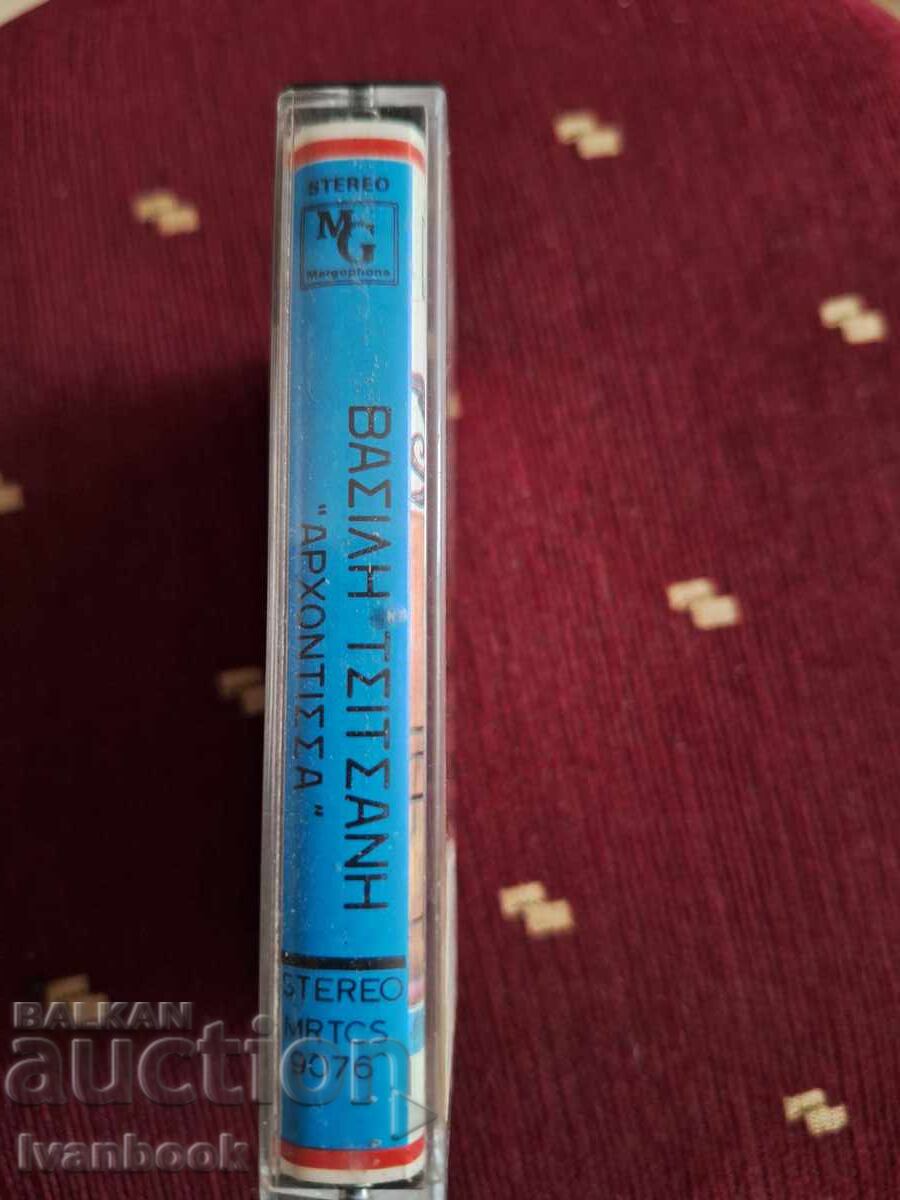 STEREO
MG
Margophone
ΒΑΣΙΛΗ ΤΣΙΤΣΑΝΗ
"ΑΡΧΟΝΤΙΣΣΑ"
STEREO
MRTCS
9076
BALKAN
auction
Ivanbook